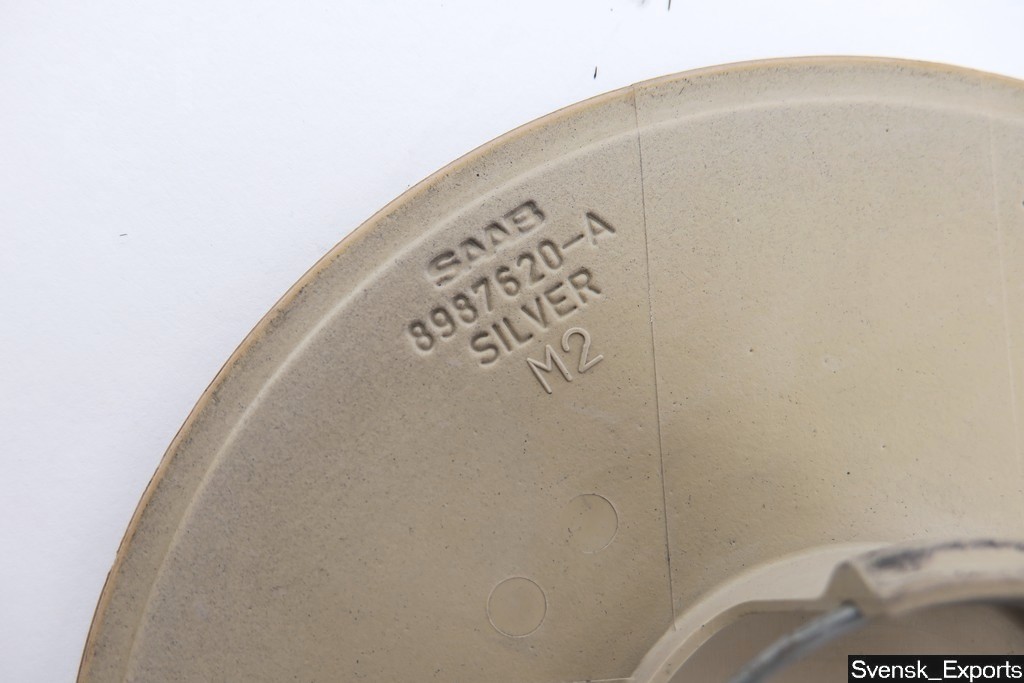 SAAB
8987620-A
SILVER
M2
Svensk_Exports